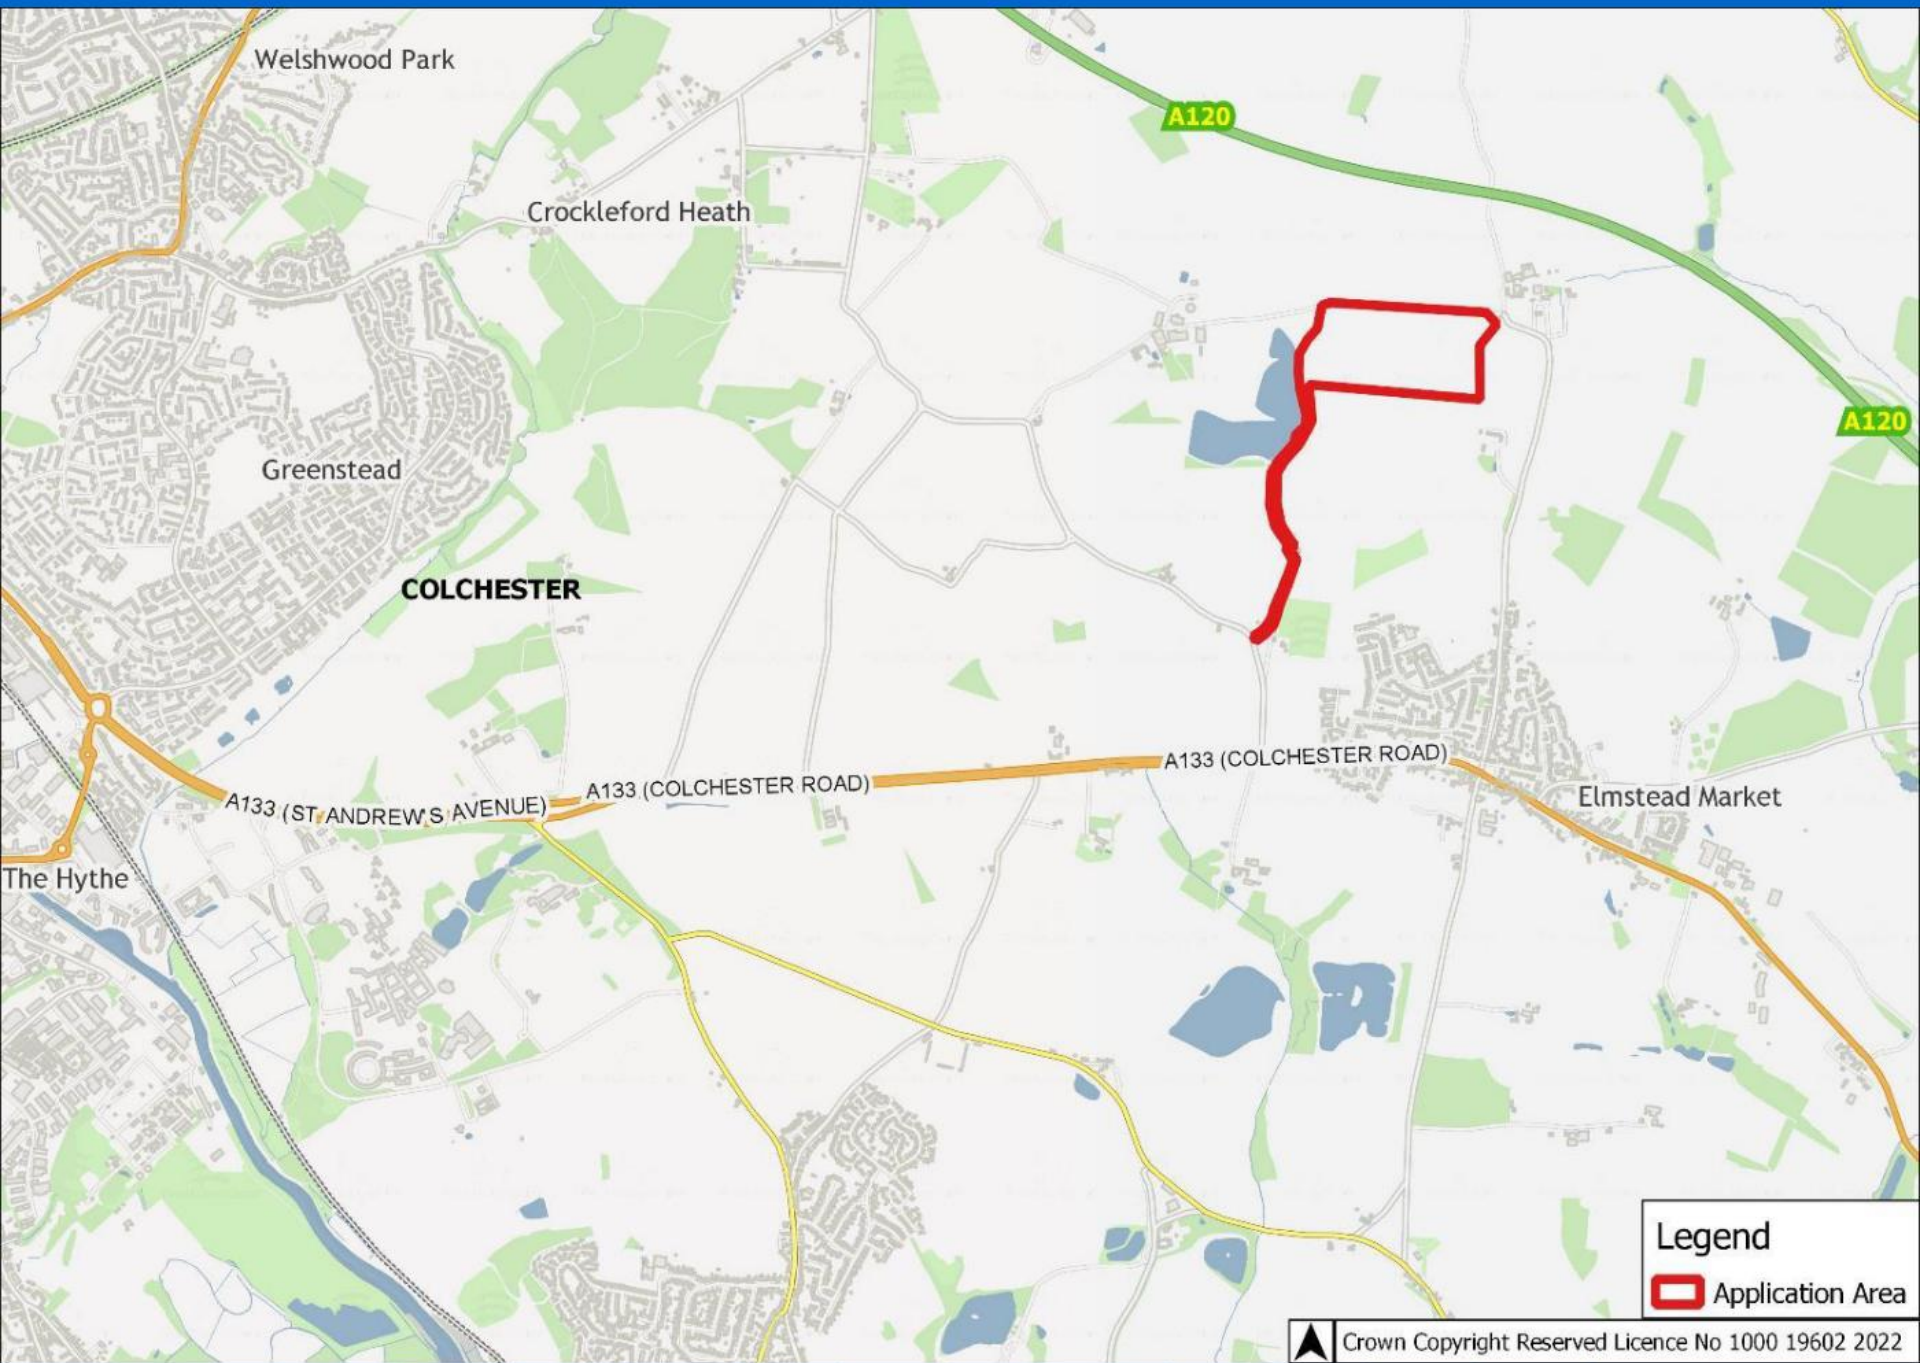 Welshwood Park
A120
Crockleford Heath
A120
Greenstead
COLCHESTER
A133 (COLCHESTER ROAD)
A133 (COLCHESTER ROAD)
A133 (ST ANDREW'S AVENUE)
Elmstead Market
The Hythe
Legend
Application Area
Crown Copyright Reserved Licence No 1000 19602 2022